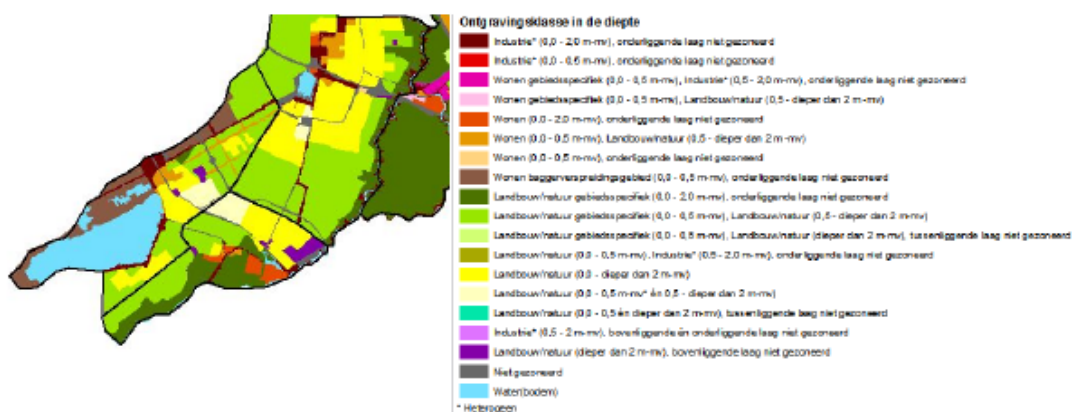 Ontgravingsklasse in de diepte
Industrie* (0,0 - 2,0 m-mv), onderliggende laag niet gezoneerd
Industrie* (0,0 - 0,5 m-mv), onderliggende laag niet gezoneerd
Wonen gebiedsspecifiek (0,0 - 0,5 m-mv), Industrie* (0,5 - 2,0 m-mv), onderliggende laag niet gezoneerd
Wonen gebiedsspecifiek (0,0 - 0,5 m-mv), Landbouw/natuur (0,5 - dieper dan 2 m-mv)
Wonen (0,0 - 2,0 m-mv), onderliggende laag niet gezoneerd
Wonen (0,0 - 0,5 m-mv), Landbouw/natuur (0,5 - dieper dan 2 m-mv)
Wonen (0,0 - 0,5 m-mv), onderliggende laag niet gezoneerd
Wonen baggerverspreidingsgebied (0,0 - 0,5 m-mv), onderliggende laag niet gezoneerd
Landbouw/natuur gebiedsspecifiek (0,0 - 2,0 m-mv), onderliggende laag niet gezoneerd
Landbouw/natuur gebiedsspecifiek (0,0 - 0,5 m-mv), Landbouw/natuur (0,5 - dieper dan 2 m-mv)
Landbouw/natuur gebiedsspecifiek (0,0 - 0,5 m-mv), Landbouw/natuur (dieper dan 2 m-mv), tussenliggende laag niet gezoneerd
Landbouw/natuur (0,0 - 0,5 m-mv), Industrie* (0,5 - 2,0 m-mv), onderliggende laag niet gezoneerd
Landbouw/natuur (0,0 - dieper dan 2 m-mv)
Landbouw/natuur (0,0 - 0,5 m-mv* én 0,5 - dieper dan 2 m-mv)
Landbouw/natuur (0,0 - 0,5 én dieper dan 2 m-mv), tussenliggende laag niet gezoneerd
Industrie* (0,5 - 2 m-mv), bovenliggende én onderliggende laag niet gezoneerd
Landbouw/natuur (dieper dan 2 m-mv), bovenliggende laag niet gezoneerd
Niet gezoneerd
Water(bodem)
* Heterogeen